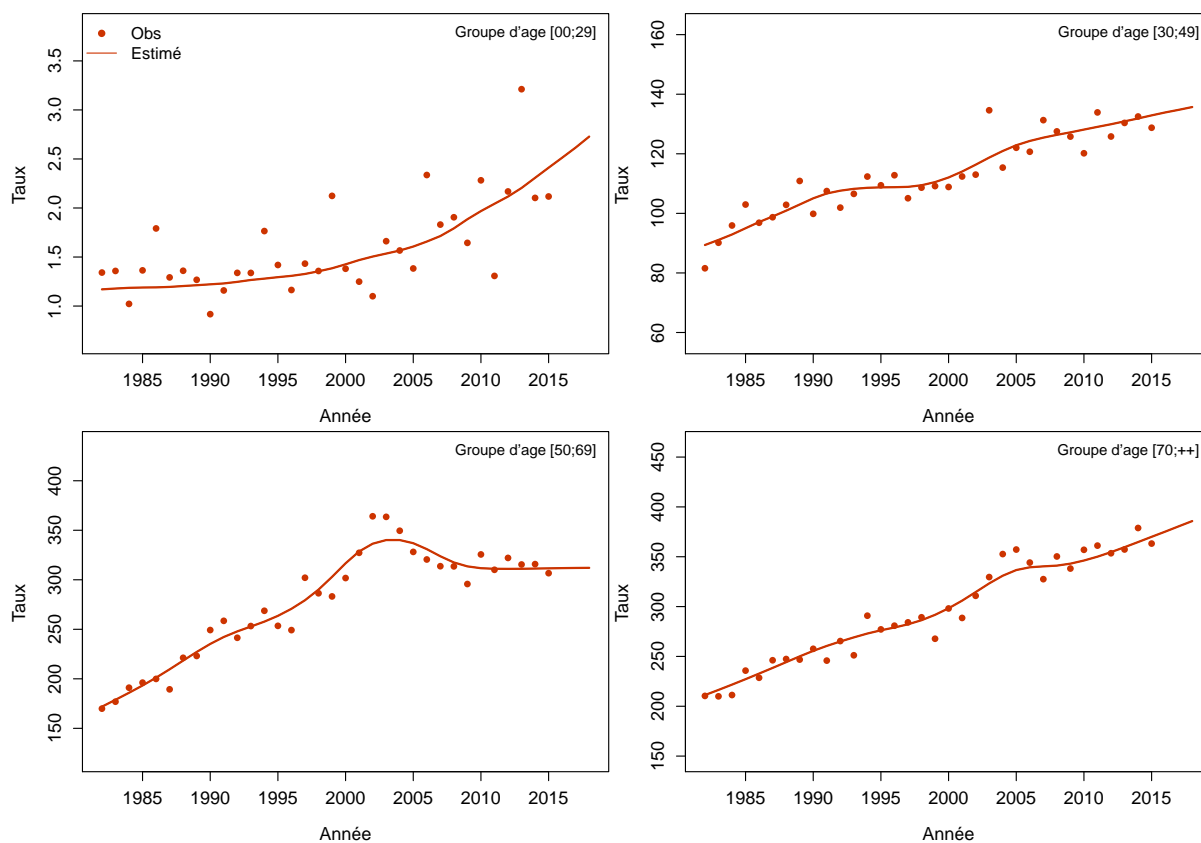 Obs
Estimé
Groupe d'age [00;29]
Taux
3.5
3.0
2.5
2.0
1.5
1.0
1985 1990 1995 2000 2005 2010 2015
Année
Groupe d'age [30;49]
Taux
160
140
120
100
80
60
1985 1990 1995 2000 2005 2010 2015
Année
Groupe d'age [50;69]
Taux
400
350
300
250
200
150
1985 1990 1995 2000 2005 2010 2015
Année
Groupe d'age [70;++]
Taux
450
400
350
300
250
200
150
1985 1990 1995 2000 2005 2010 2015
Année